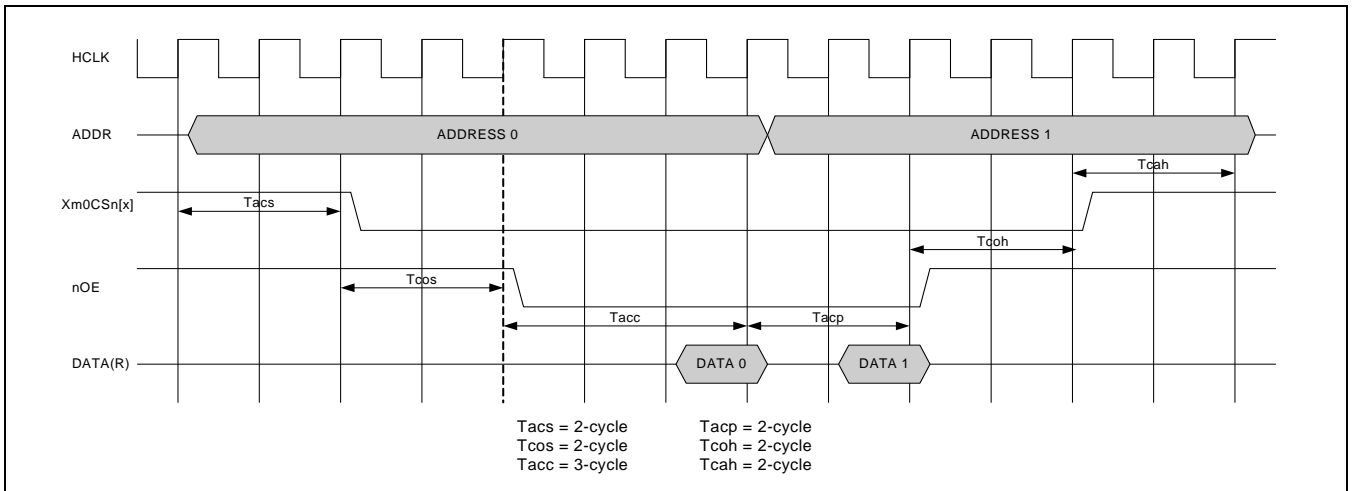 HCLK
ADDR
ADDRESS 0
ADDRESS 1
Tcah
Xm0CSn[x]
Tacs
Tcoh
nOE
Tcos
Tacc
Tacp
DATA(R)
DATA 0
DATA 1
Tacs = 2-cycle
Tacp = 2-cycle
Tcos = 2-cycle
Tcoh = 2-cycle
Tacc = 3-cycle
Tcah = 2-cycle